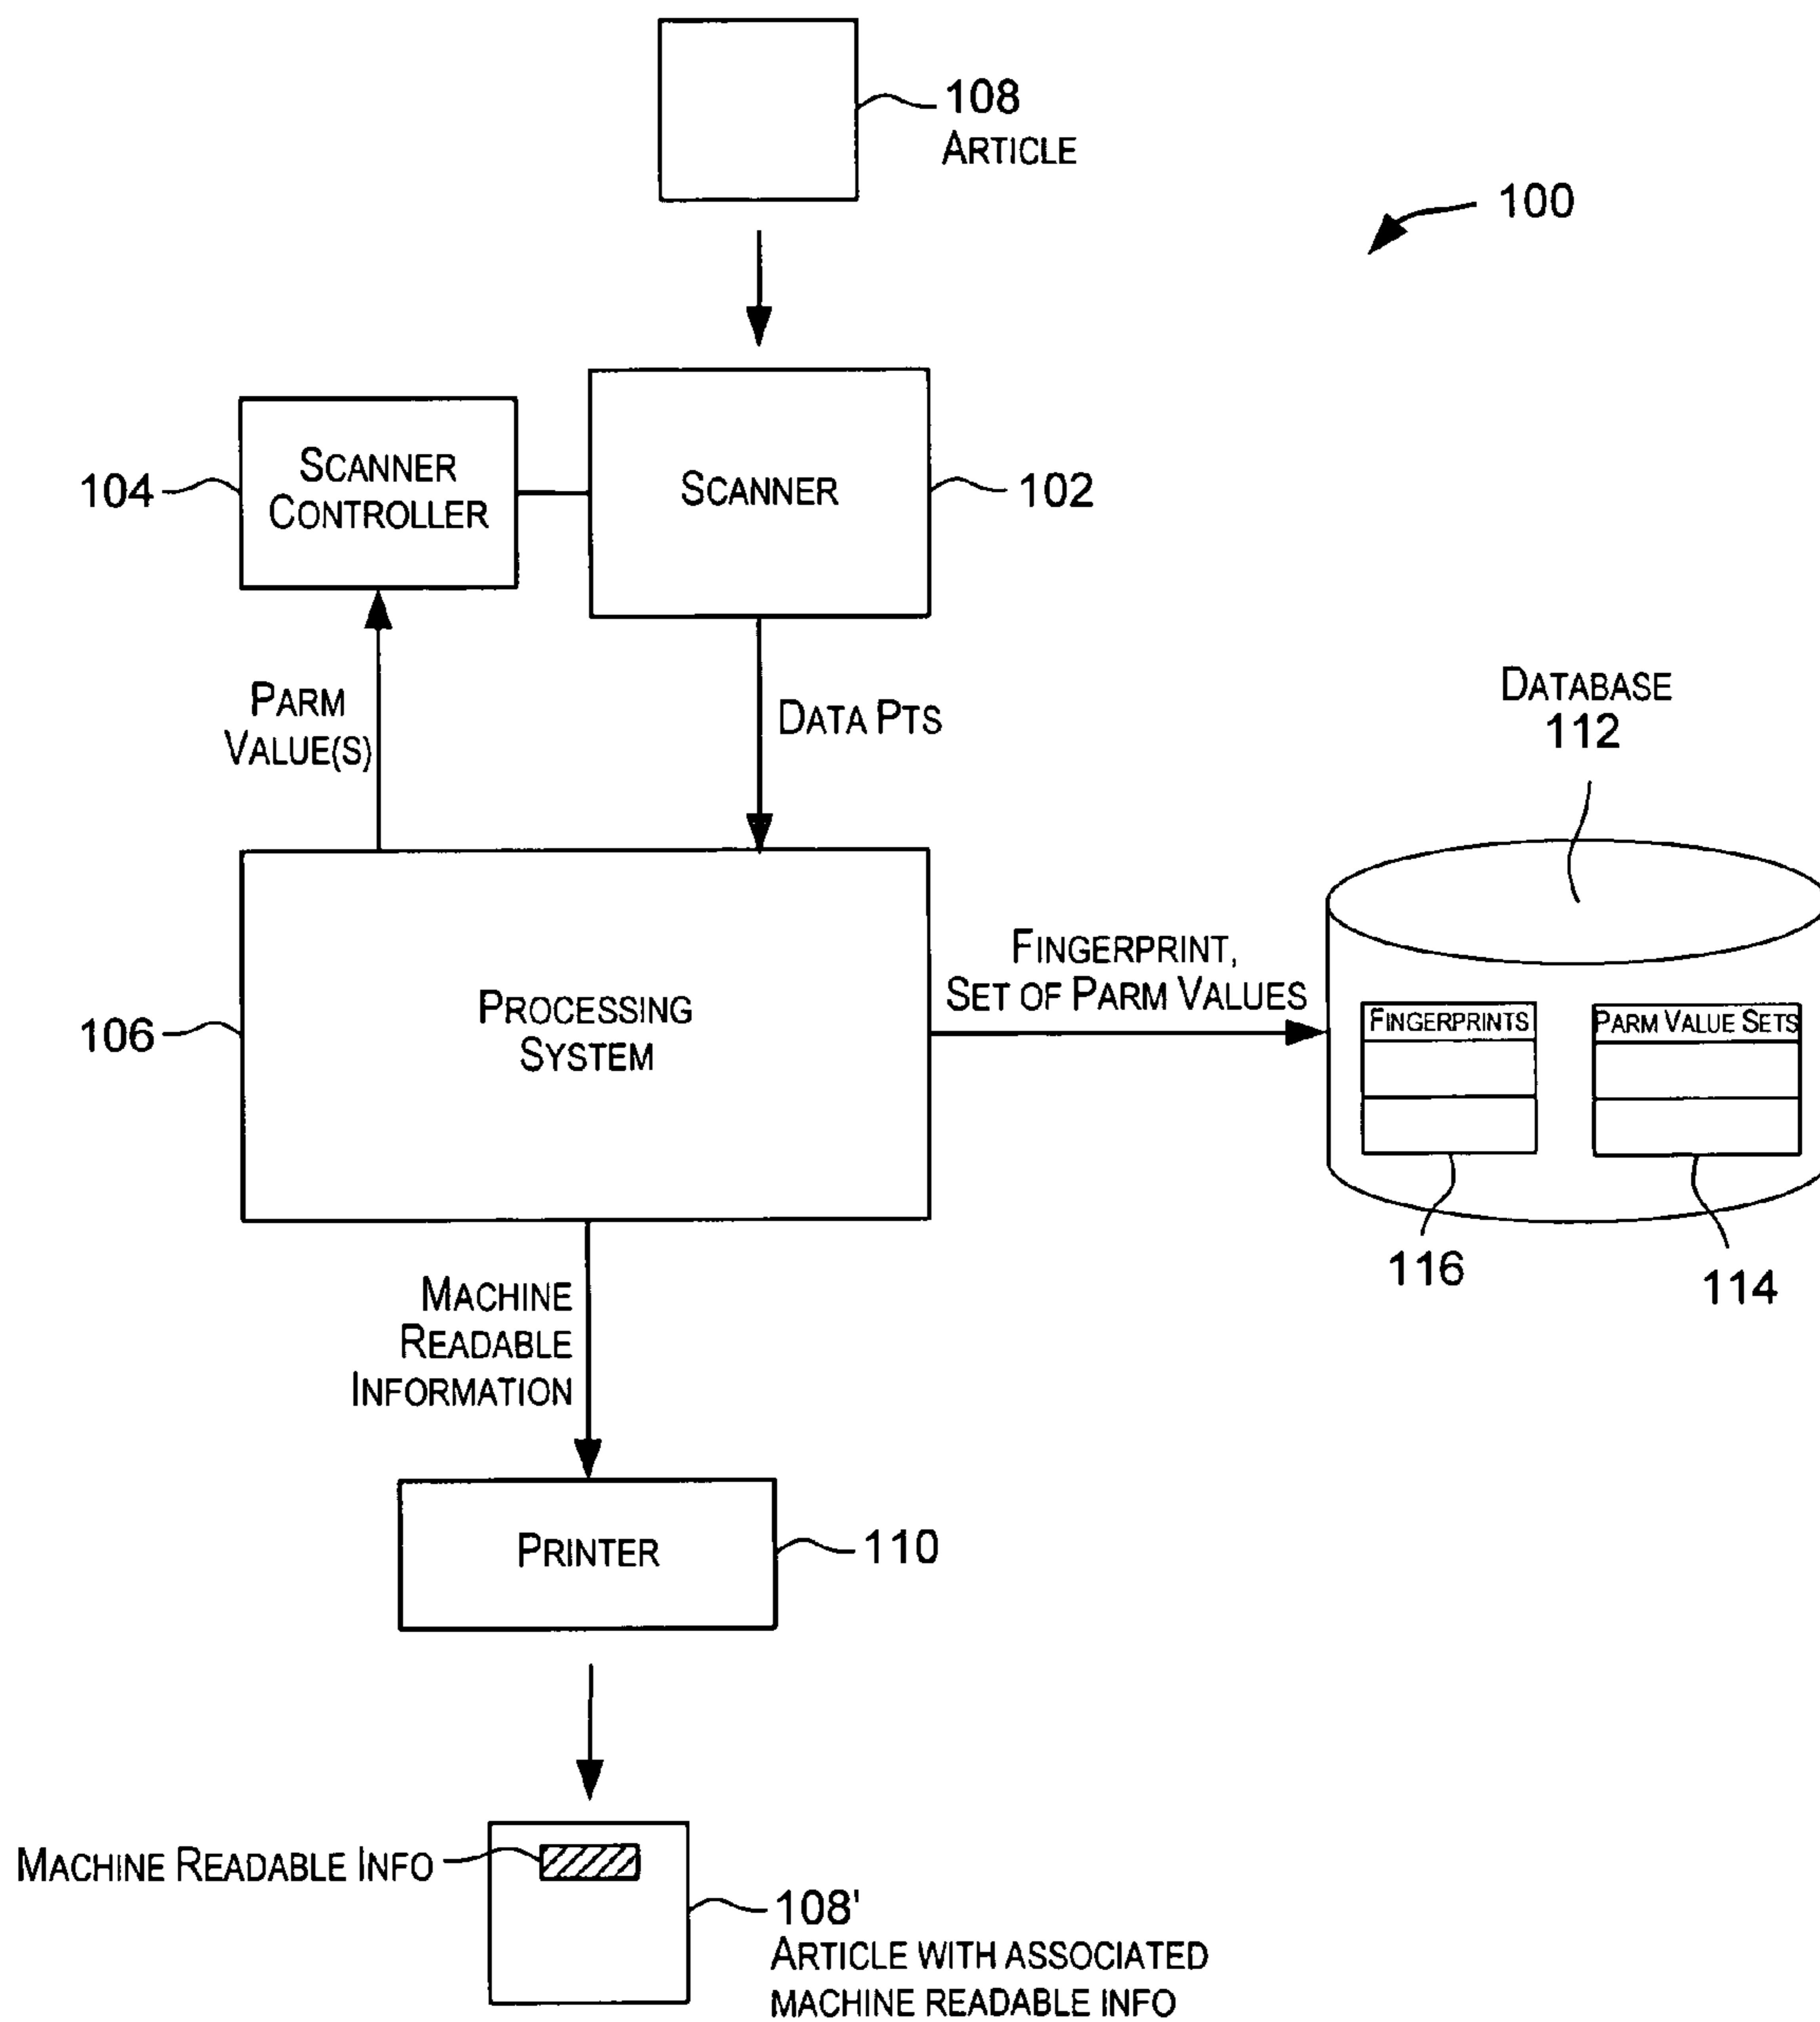 108
ARTICLE
100
104
SCANNER
CONTROLLER
SCANNER
102
PARM
VALUE(S)
DATA PTS
DATABASE
112
106
PROCESSING
SYSTEM
FINGERPRINT,
SET OF PARM VALUES
FINGERPRINTS
PARM VALUE SETS
116
114
MACHINE
READABLE
INFORMATION
PRINTER
110
MACHINE READABLE INFO
108'
ARTICLE WITH ASSOCIATED
MACHINE READABLE INFO